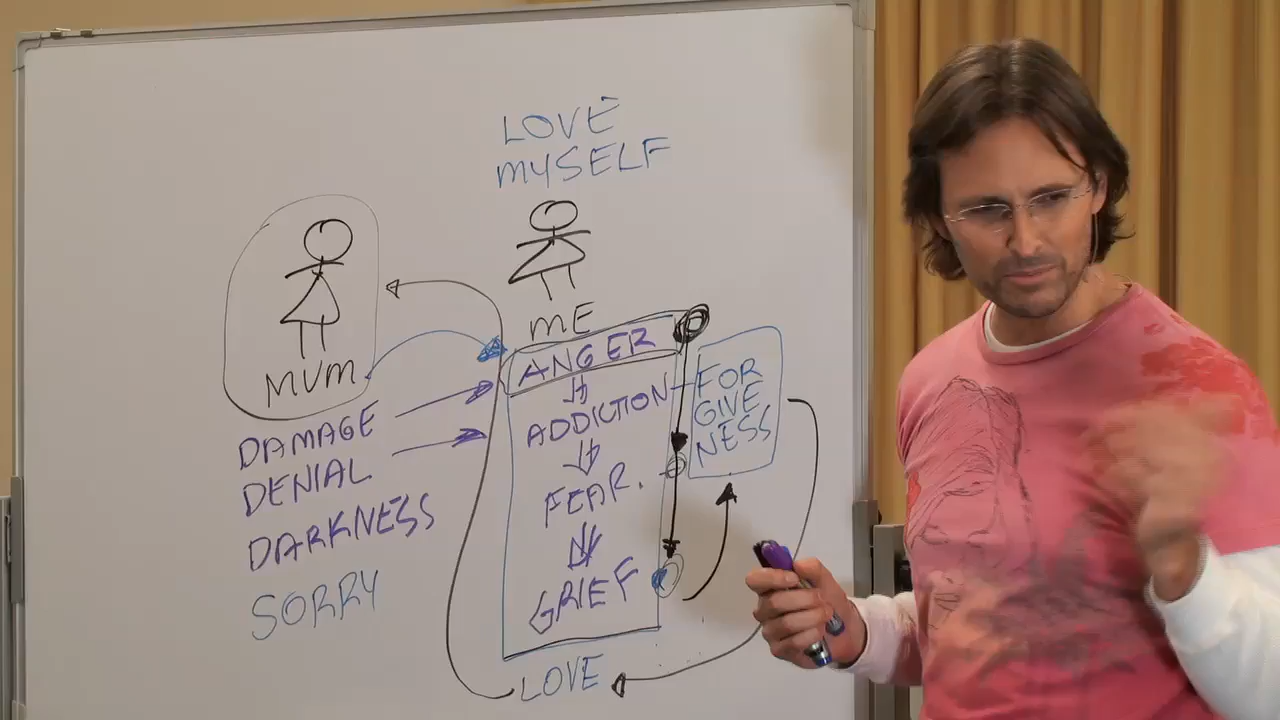 LOVE
MYSELF
MUM
ME
DAMAGE
DENIAL
DARKNESS
SORRY
ANGER
ADDICTION
FEAR.
GRIEF
FOR
GIVE
NESS
LOVE